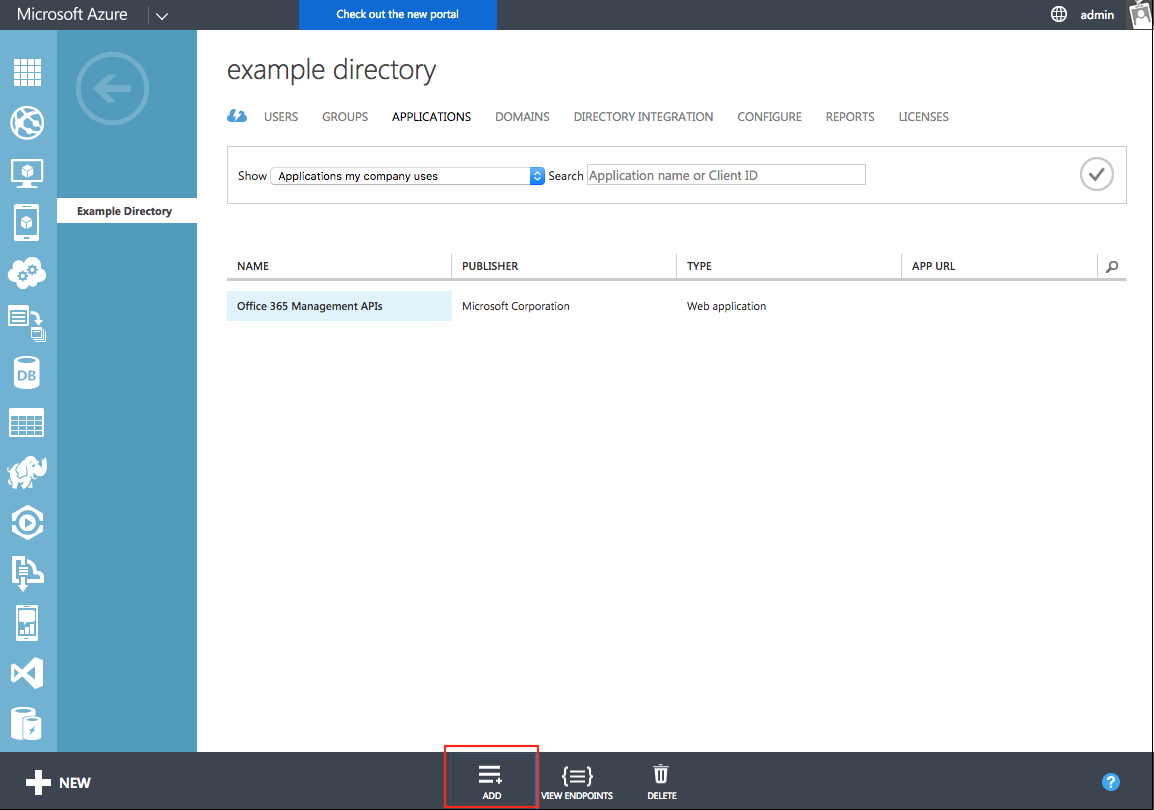 Microsoft Azure
Check out the new portal
admin
example directory
USERS GROUPS APPLICATIONS DOMAINS DIRECTORY INTEGRATION CONFIGURE REPORTS LICENSES
Show Applications my company uses Search Application name or Client ID
Example Directory
NAME PUBLISHER TYPE APP URL
Office 365 Management APIs Microsoft Corporation Web application
DB
NEW
ADD VIEW ENDPOINTS DELETE
?